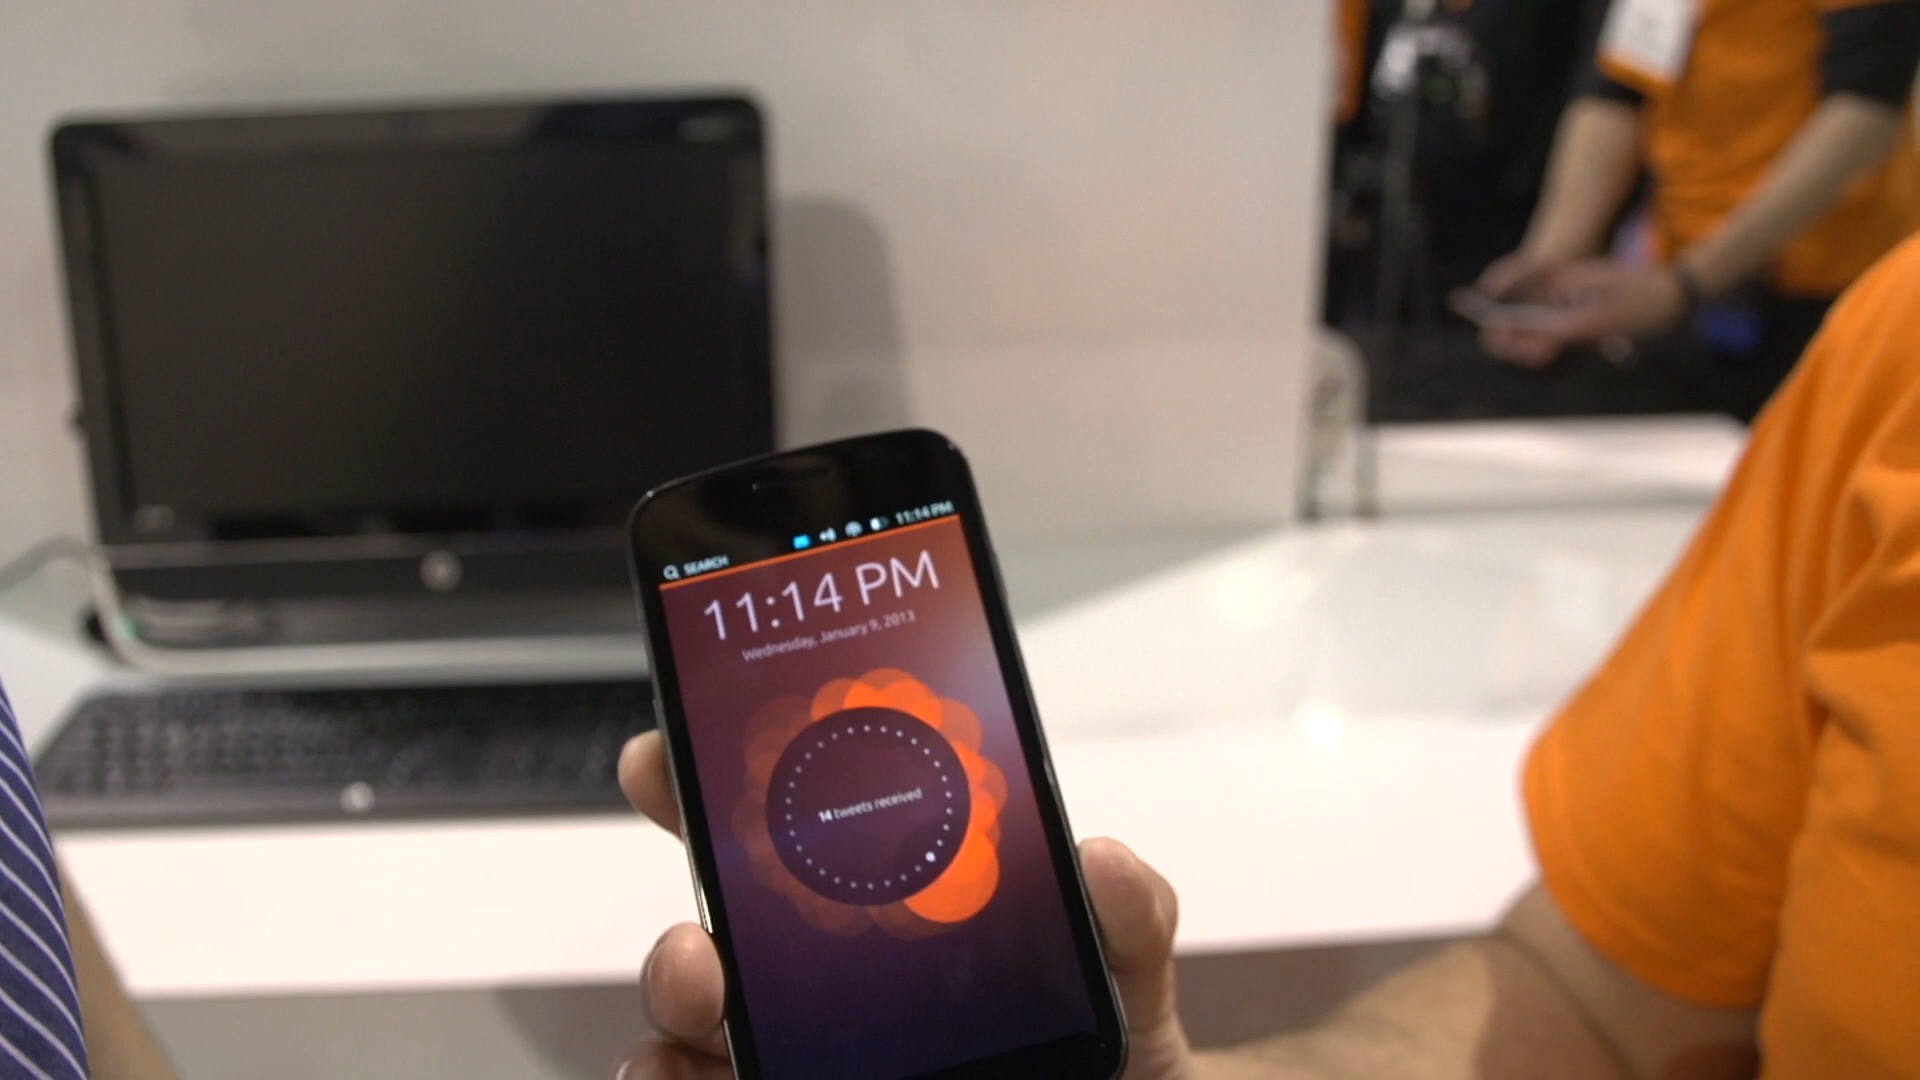 SEARCH 11:14 PM
11:14 PM
Wednesday, January 9, 2013
14 tweets received